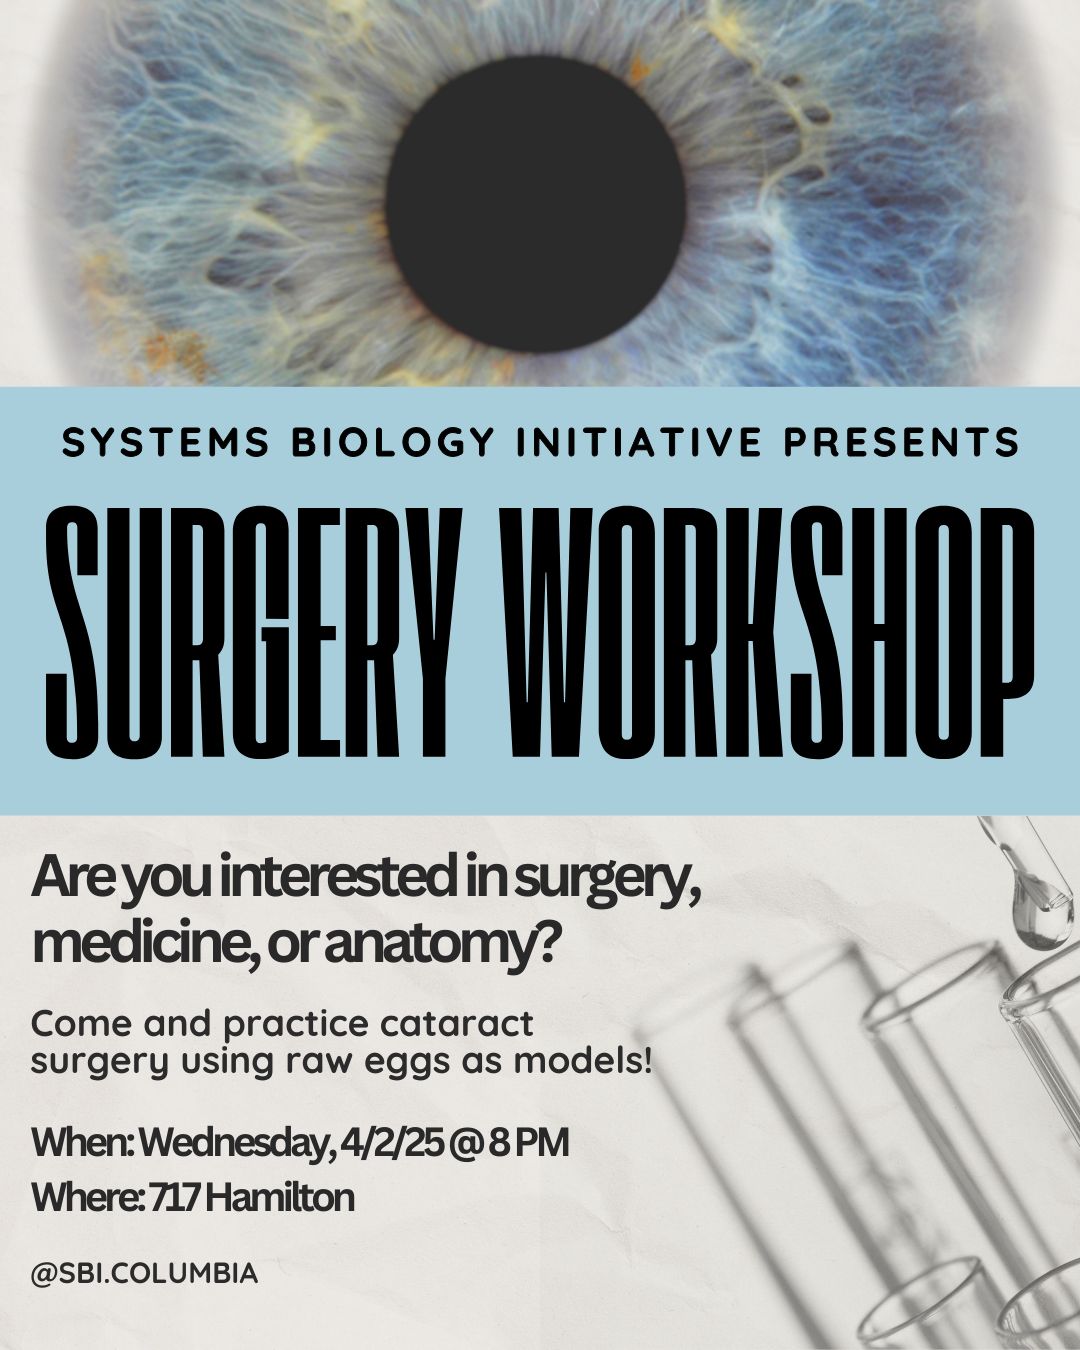 SYSTEMS BIOLOGY INITIATIVE PRESENTS
SURGERY WORKSHOP
Are you interested in surgery,
medicine, or anatomy?
Come and practice cataract
surgery using raw eggs as models!
When: Wednesday, 4/2/25 @ 8 PM
Where: 717 Hamilton
@SBI.COLUMBIA